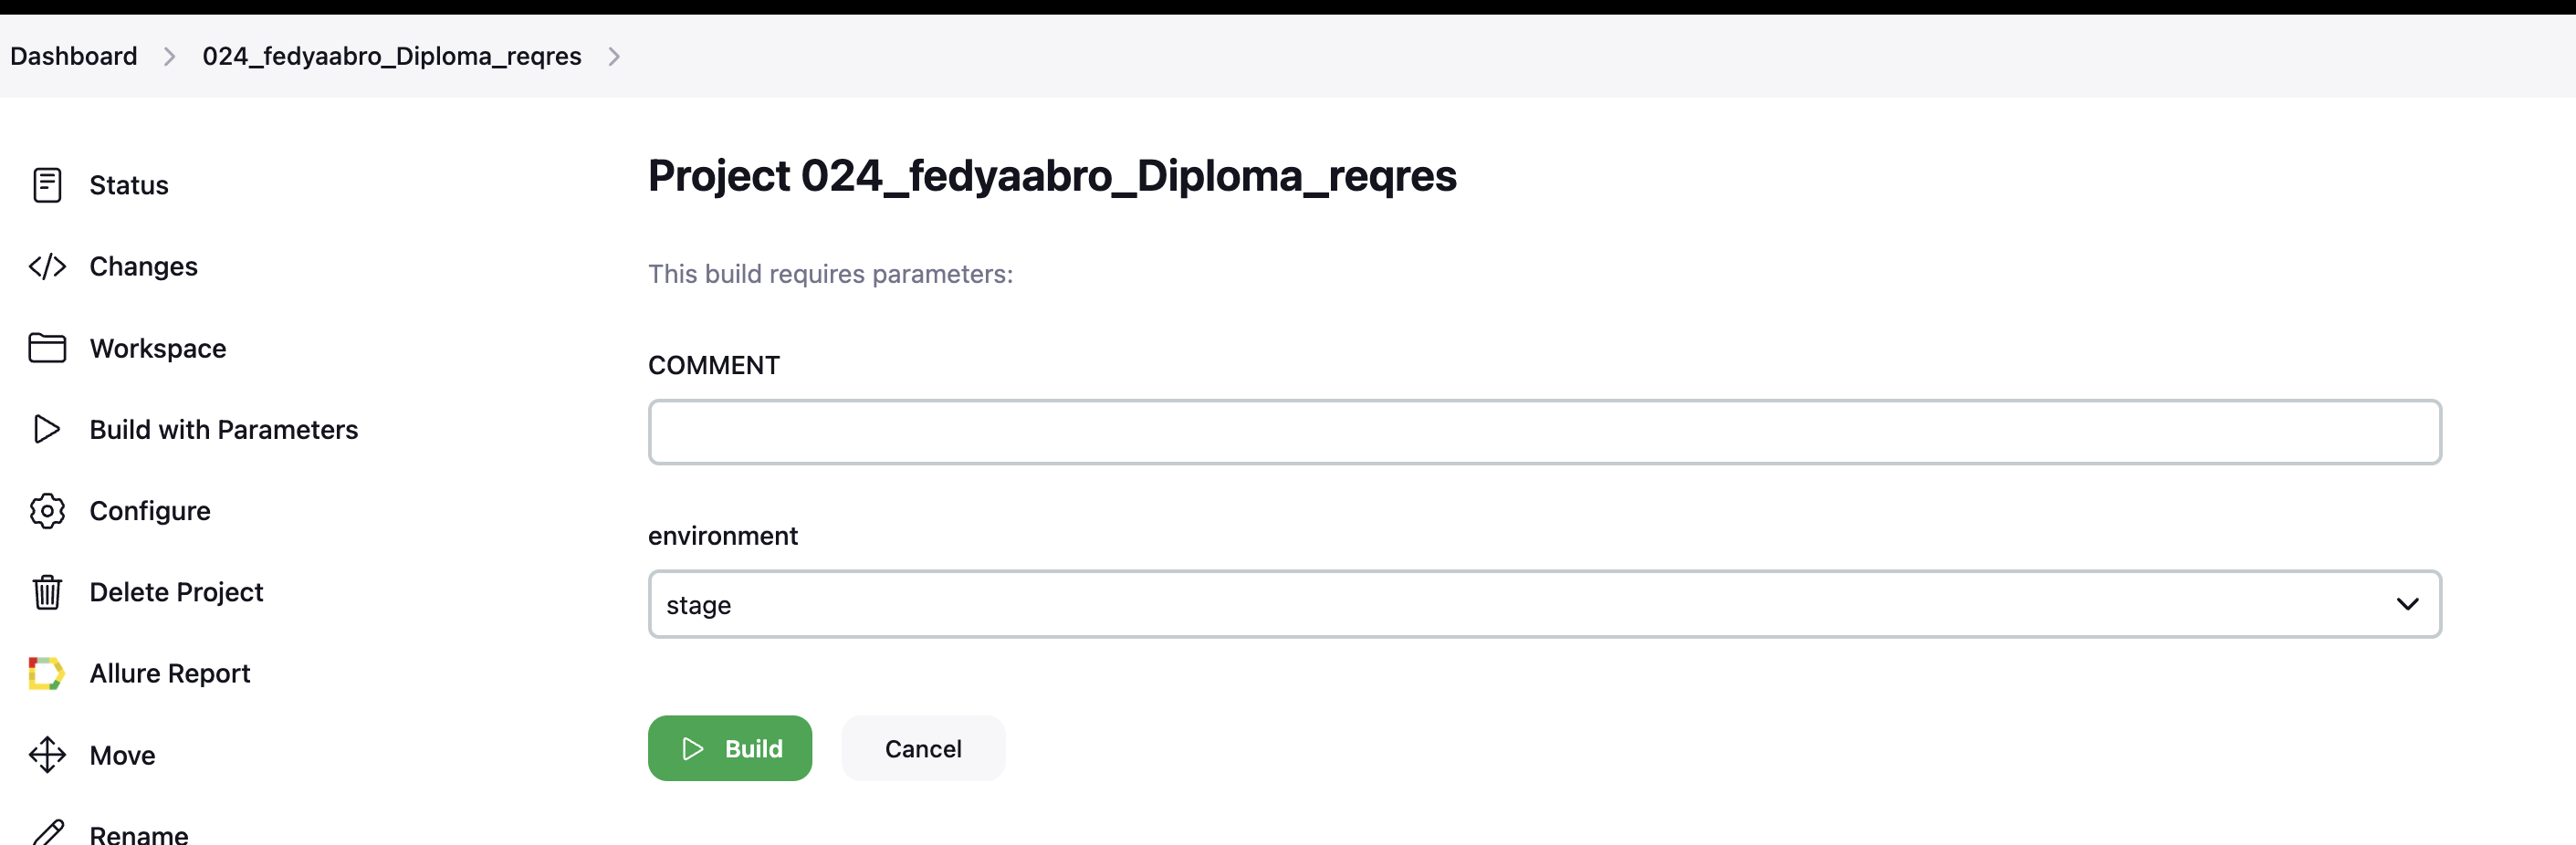 Dashboard
024_fedyaabro_Diploma_reqres
Status
Changes
Workspace
Build with Parameters
Configure
Delete Project
Allure Report
Move
Rename
Project 024_fedyaabro_Diploma_reqres
This build requires parameters:
COMMENT
environment
stage
Build
Cancel